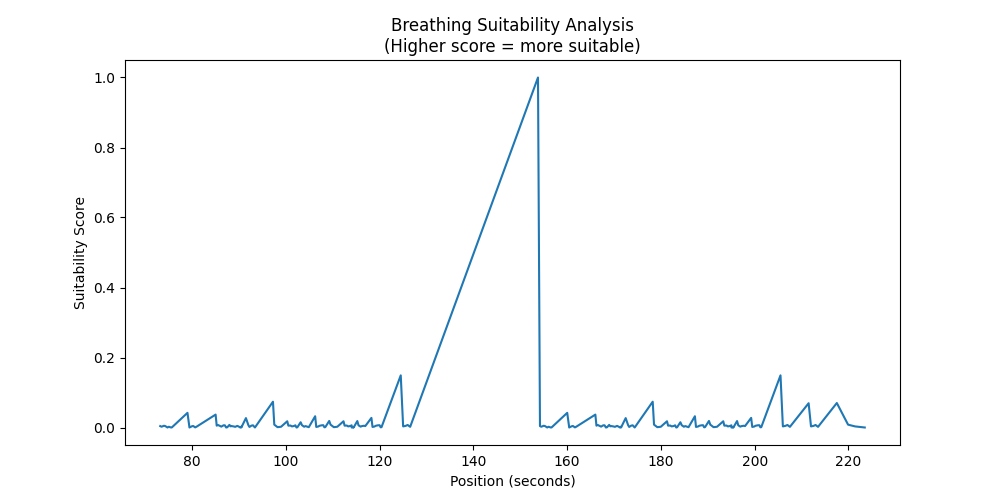 Breathing Suitability Analysis
(Higher score = more suitable)
Suitability Score
1.0
0.8
0.6
0.4
0.2
0.0
80 100 120 140 160 180 200 220
Position (seconds)